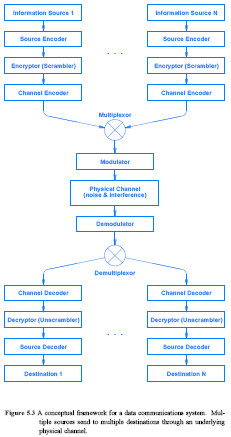 Information Source 1 Information Source N
Source Encoder Source Encoder
. . .
Encryptor (Scrambler) Encryptor (Scrambler)
Channel Encoder Channel Encoder
Multiplexor
Modulator
Physical Channel
(noise & interference)
Demodulator
Demultiplexor
Channel Decoder Channel Decoder
Decryptor (Unscrambler) Decryptor (Unscrambler)
. . .
Source Decoder Source Decoder
Destination 1 Destination N
Figure 5.3 A conceptual framework for a data communications system. Mul-
tiple sources send to multiple destinations through an underlying
physical channel.